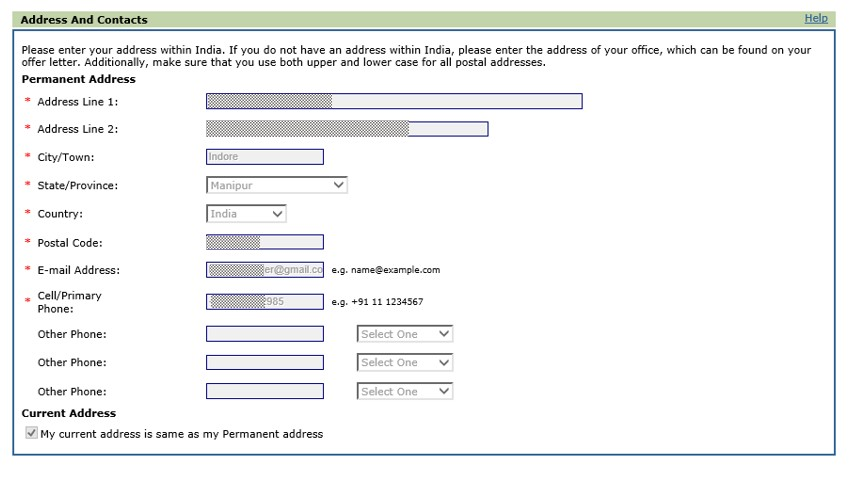 Address And Contacts Help
Please enter your address within India. If you do not have an address within India, please enter the address of your office, which can be found on your
offer letter. Additionally, make sure that you use both upper and lower case for all postal addresses.
Permanent Address
* Address Line 1:
* Address Line 2:
* City/Town: Indore
* State/Province: Manipur
* Country: India
* Postal Code:
* E-mail Address: er@gmail.co e.g. name@example.com
* Cell/Primary
Phone: 985 e.g. +91 11 1234567
Other Phone: Select One
Other Phone: Select One
Other Phone: Select One
Current Address
My current address is same as my Permanent address